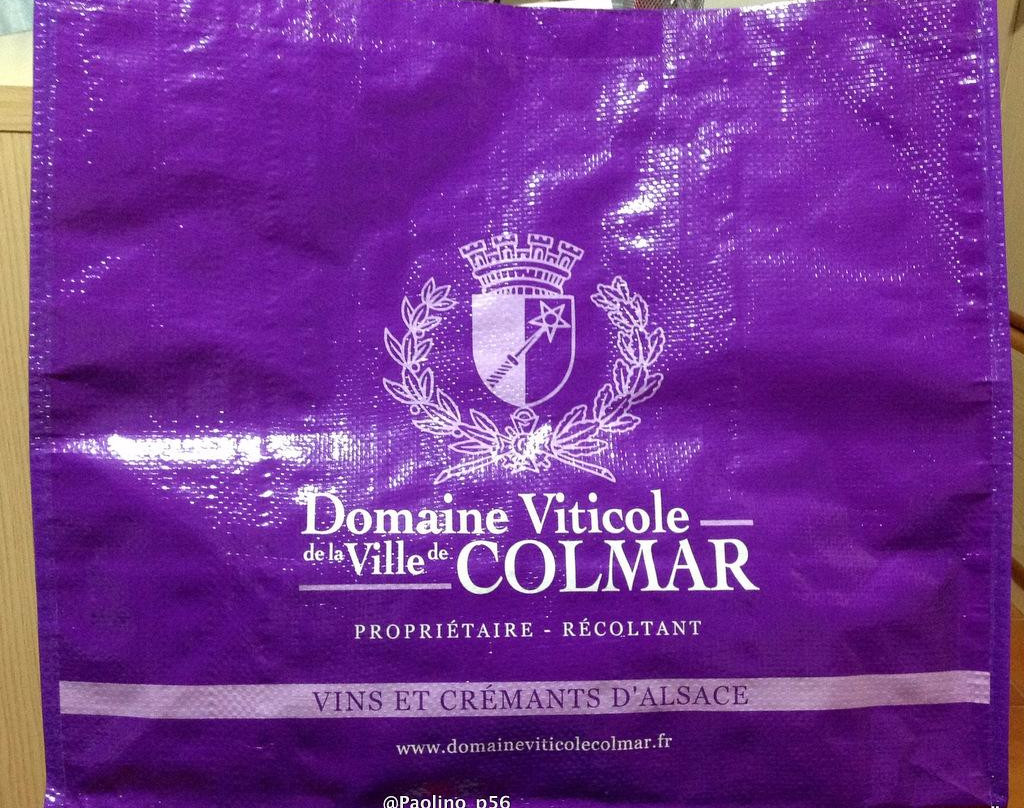 Domaine Viticole
de la Ville de COLMAR
PROPRIÉTAIRE - RÉCOLTANT
VINS ET CRÉMANTS D'ALSACE
www.domaineviticolecolmar.fr
@Paolino_p56